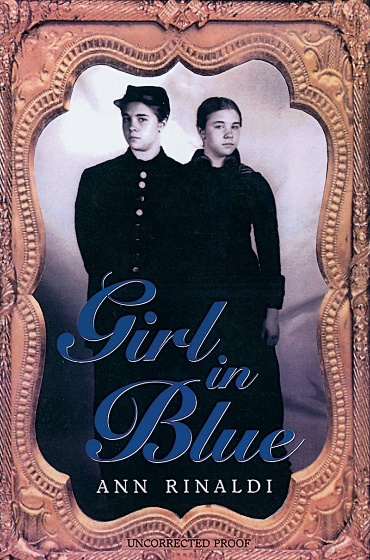 Girl
in
Blue
ANN RINALDI
UNCORRECTED PROOF